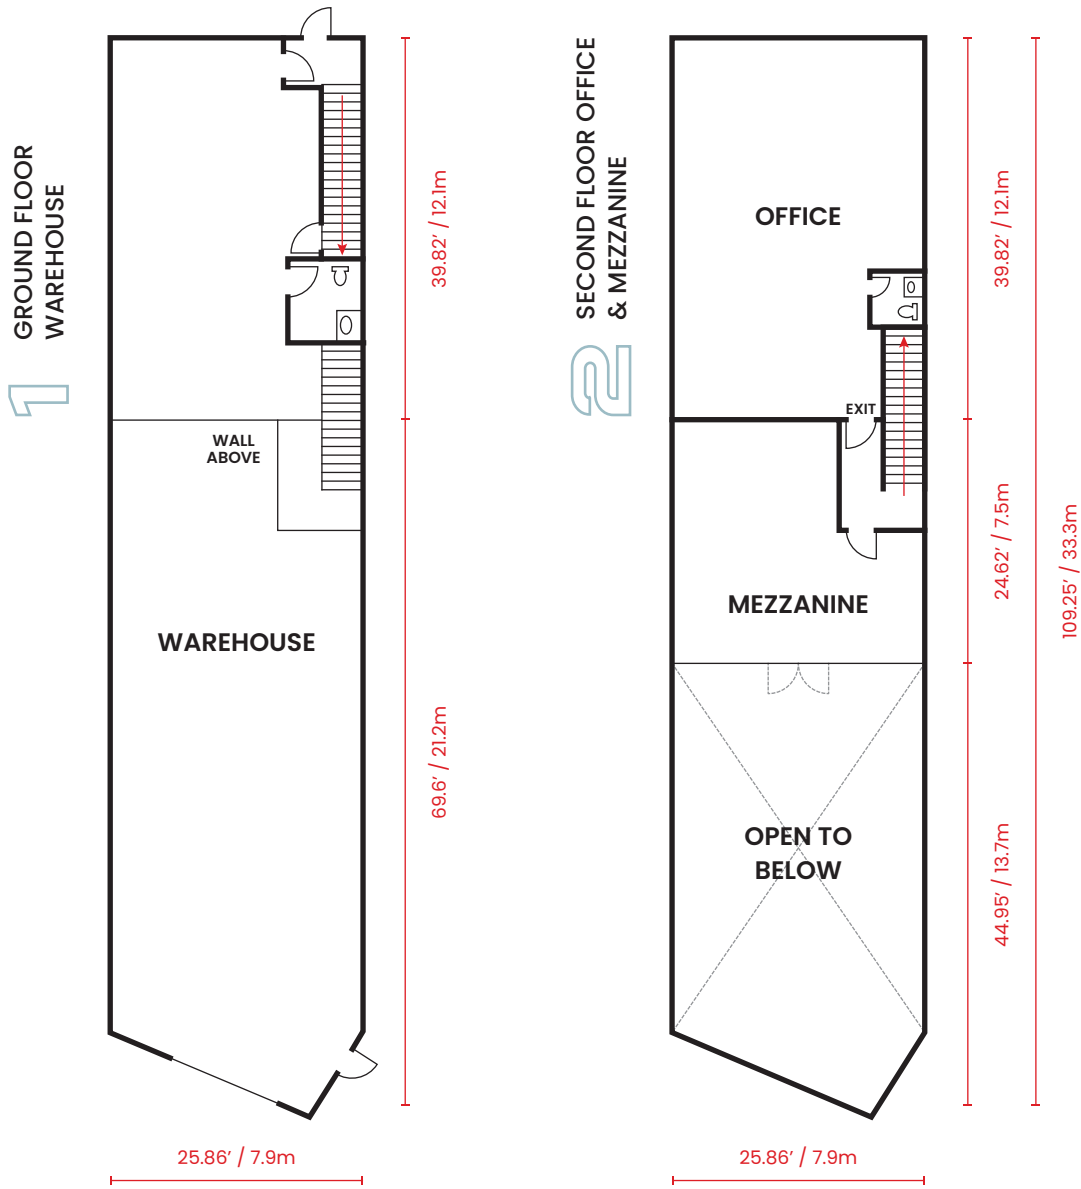 1
GROUND FLOOR
WAREHOUSE
WALL
ABOVE
WAREHOUSE
39.82’ / 12.1m
69.6’ / 21.2m
25.86’ / 7.9m
2
SECOND FLOOR OFFICE
& MEZZANINE
OFFICE
EXIT
MEZZANINE
OPEN TO
BELOW
39.82’ / 12.1m
24.62’ / 7.5m
44.95’ / 13.7m
109.25’ / 33.3m
25.86’ / 7.9m